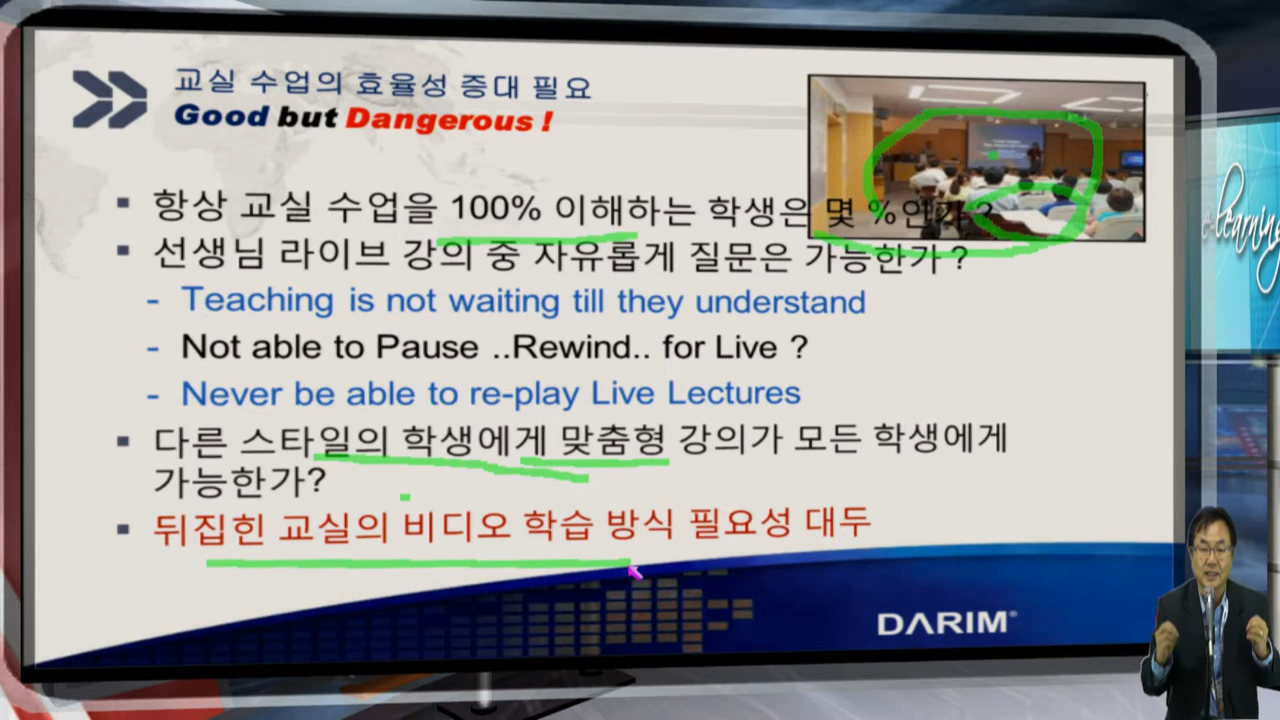 교실 수업의 효율성 증대 필요
Good but Dangerous !
▪ 항상 교실 수업을 100% 이해하는 학생은 몇 %인가 ?
▪ 선생님 라이브 강의 중 자유롭게 질문은 가능한가 ?
- Teaching is not waiting till they understand
- Not able to Pause ..Rewind.. for Live ?
- Never be able to re-play Live Lectures
▪ 다른 스타일의 학생에게 맞춤형 강의가 모든 학생에게
가능한가?
▪ 뒤집힌 교실의 비디오 학습 방식 필요성 대두
DARIM®
learning